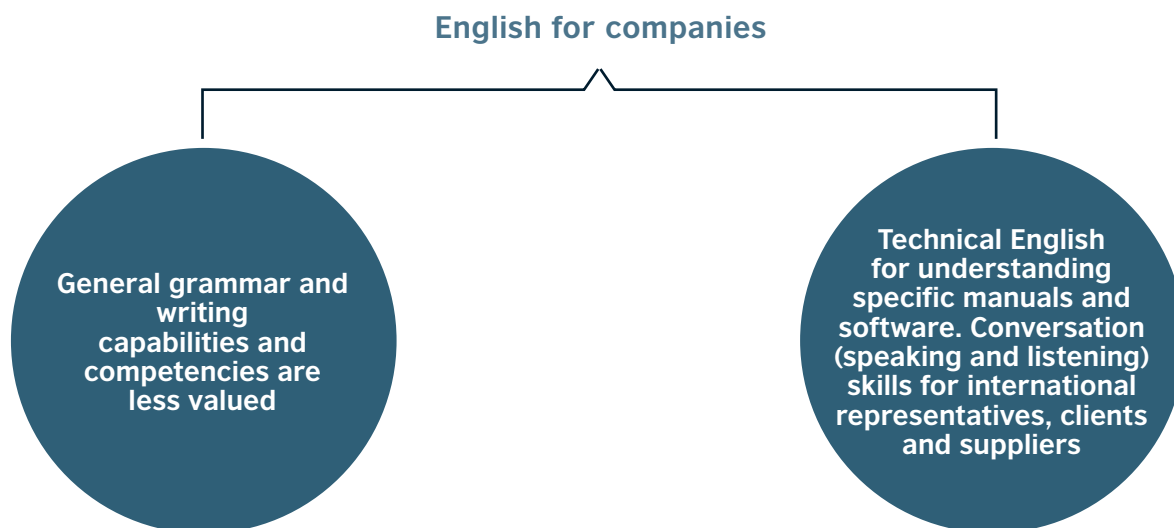 English for companies
General grammar and
writing
capabilities and
competencies are
less valued
Technical English
for understanding
specific manuals and
software. Conversation
(speaking and listening)
skills for international
representatives, clients
and suppliers